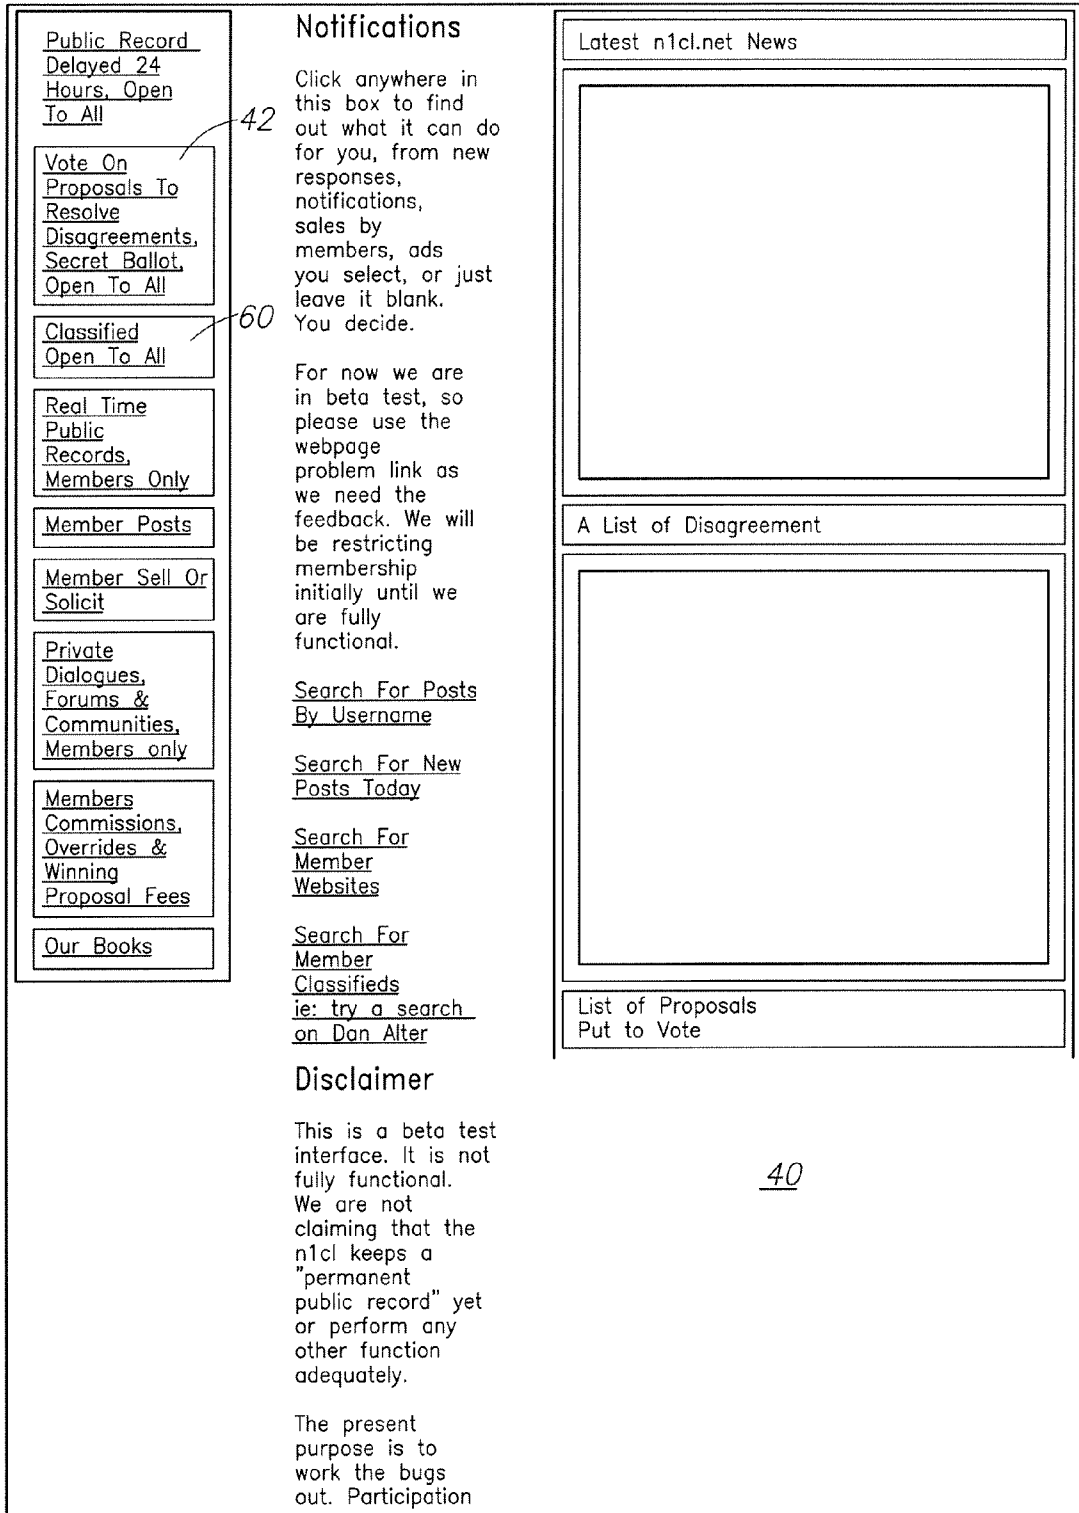 Public Record
Delayed 24
Hours, Open
To All
42
Vote On
Proposals To
Resolve
Disagreements,
Secret Ballot,
Open To All
60
Classified
Open To All
Real Time
Public
Records,
Members Only
Member Posts
Member Sell Or
Solicit
Private
Dialogues,
Forums &
Communities,
Members only
Members
Commissions,
Overrides &
Winning
Proposal Fees
Our Books
Notifications
Click anywhere in
this box to find
out what it can do
for you, from new
responses,
notifications,
sales by
members, ads
you select, or just
leave it blank.
You decide.
For now we are
in beta test, so
please use the
webpage
problem link as
we need the
feedback. We will
be restricting
membership
initially until we
are fully
functional.
Search For Posts
By Username
Search For New
Posts Today
Search For
Member
Websites
Search For
Member
Classifieds
ie: try a search
on Dan Alter
Disclaimer
This is a beta test
interface. It is not
fully functional.
We are not
claiming that the
n1cl keeps a
"permanent
public record" yet
or perform any
other function
adequately.
The present
purpose is to
work the bugs
out. Participation
Latest n1cl.net News
A List of Disagreement
List of Proposals
Put to Vote
40